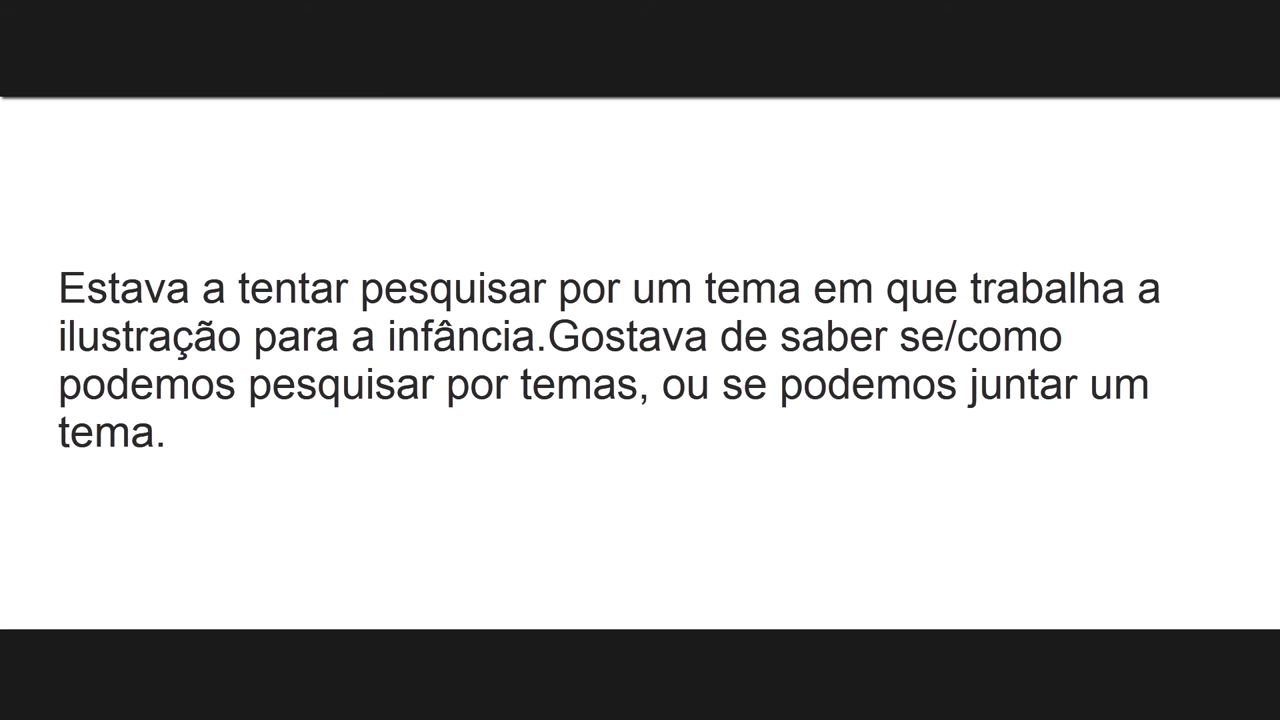 Estava a tentar pesquisar por um tema em que trabalha a
ilustração para a infância.Gostava de saber se/como
podemos pesquisar por temas, ou se podemos juntar um
tema.